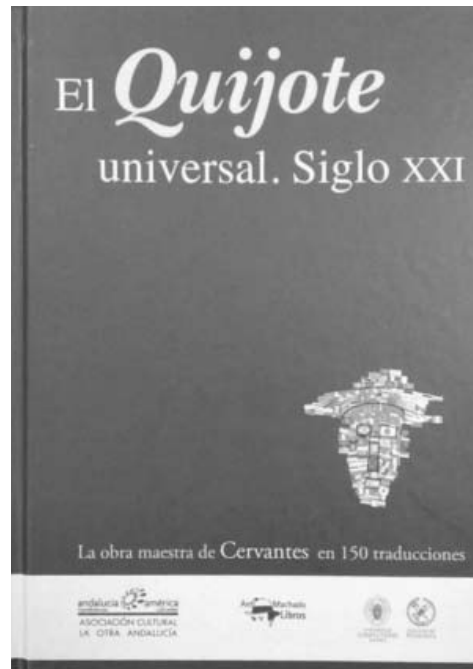 El Quijote
universal. Siglo XXI
La obra maestra de Cervantes en 150 traducciones
andalucía América
ASOCIACIÓN CULTURAL
LA OTRA ANDALUCÍA
Machado
Libros